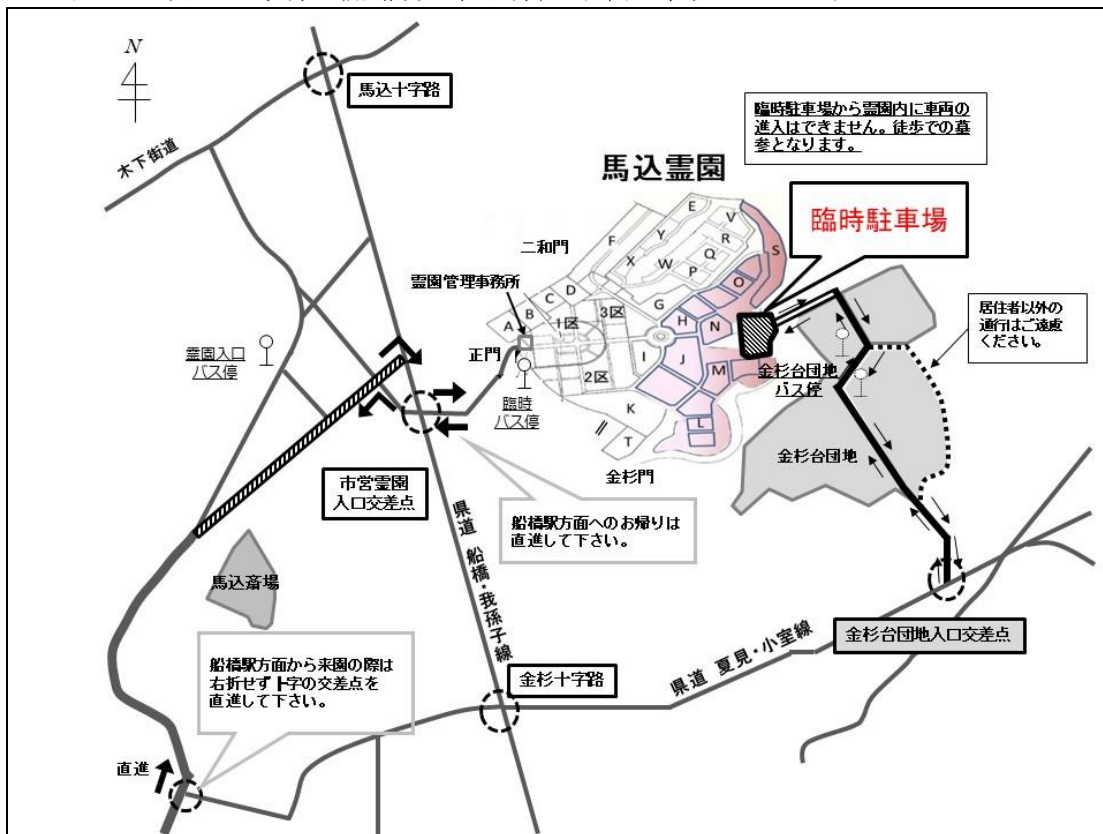 N
馬込十字路
木下街道
臨時駐車場から霊園内に車両の
進入はできません。徒歩での墓
参となります。
馬込霊園
臨時駐車場
二和門
霊園管理事務所
正門
臨時
バス停
霊園入口
バス停
A
B
C
D
E
F
G
H
I
J
K
L
M
N
O
P
Q
R
S
T
V
W
X
Y
1区
2区
3区
金杉門
居住者以外の
通行はご遠慮
ください。
金杉台団地
バス停
金杉台団地
市営霊園
入口交差点
船橋駅方面へのお帰りは
直進して下さい。
県道 船橋・我孫子線
馬込斎場
船橋駅方面から来園の際は
右折せずト字の交差点を
直進して下さい。
直進
金杉十字路
県道 夏見・小室線
金杉台団地入口交差点